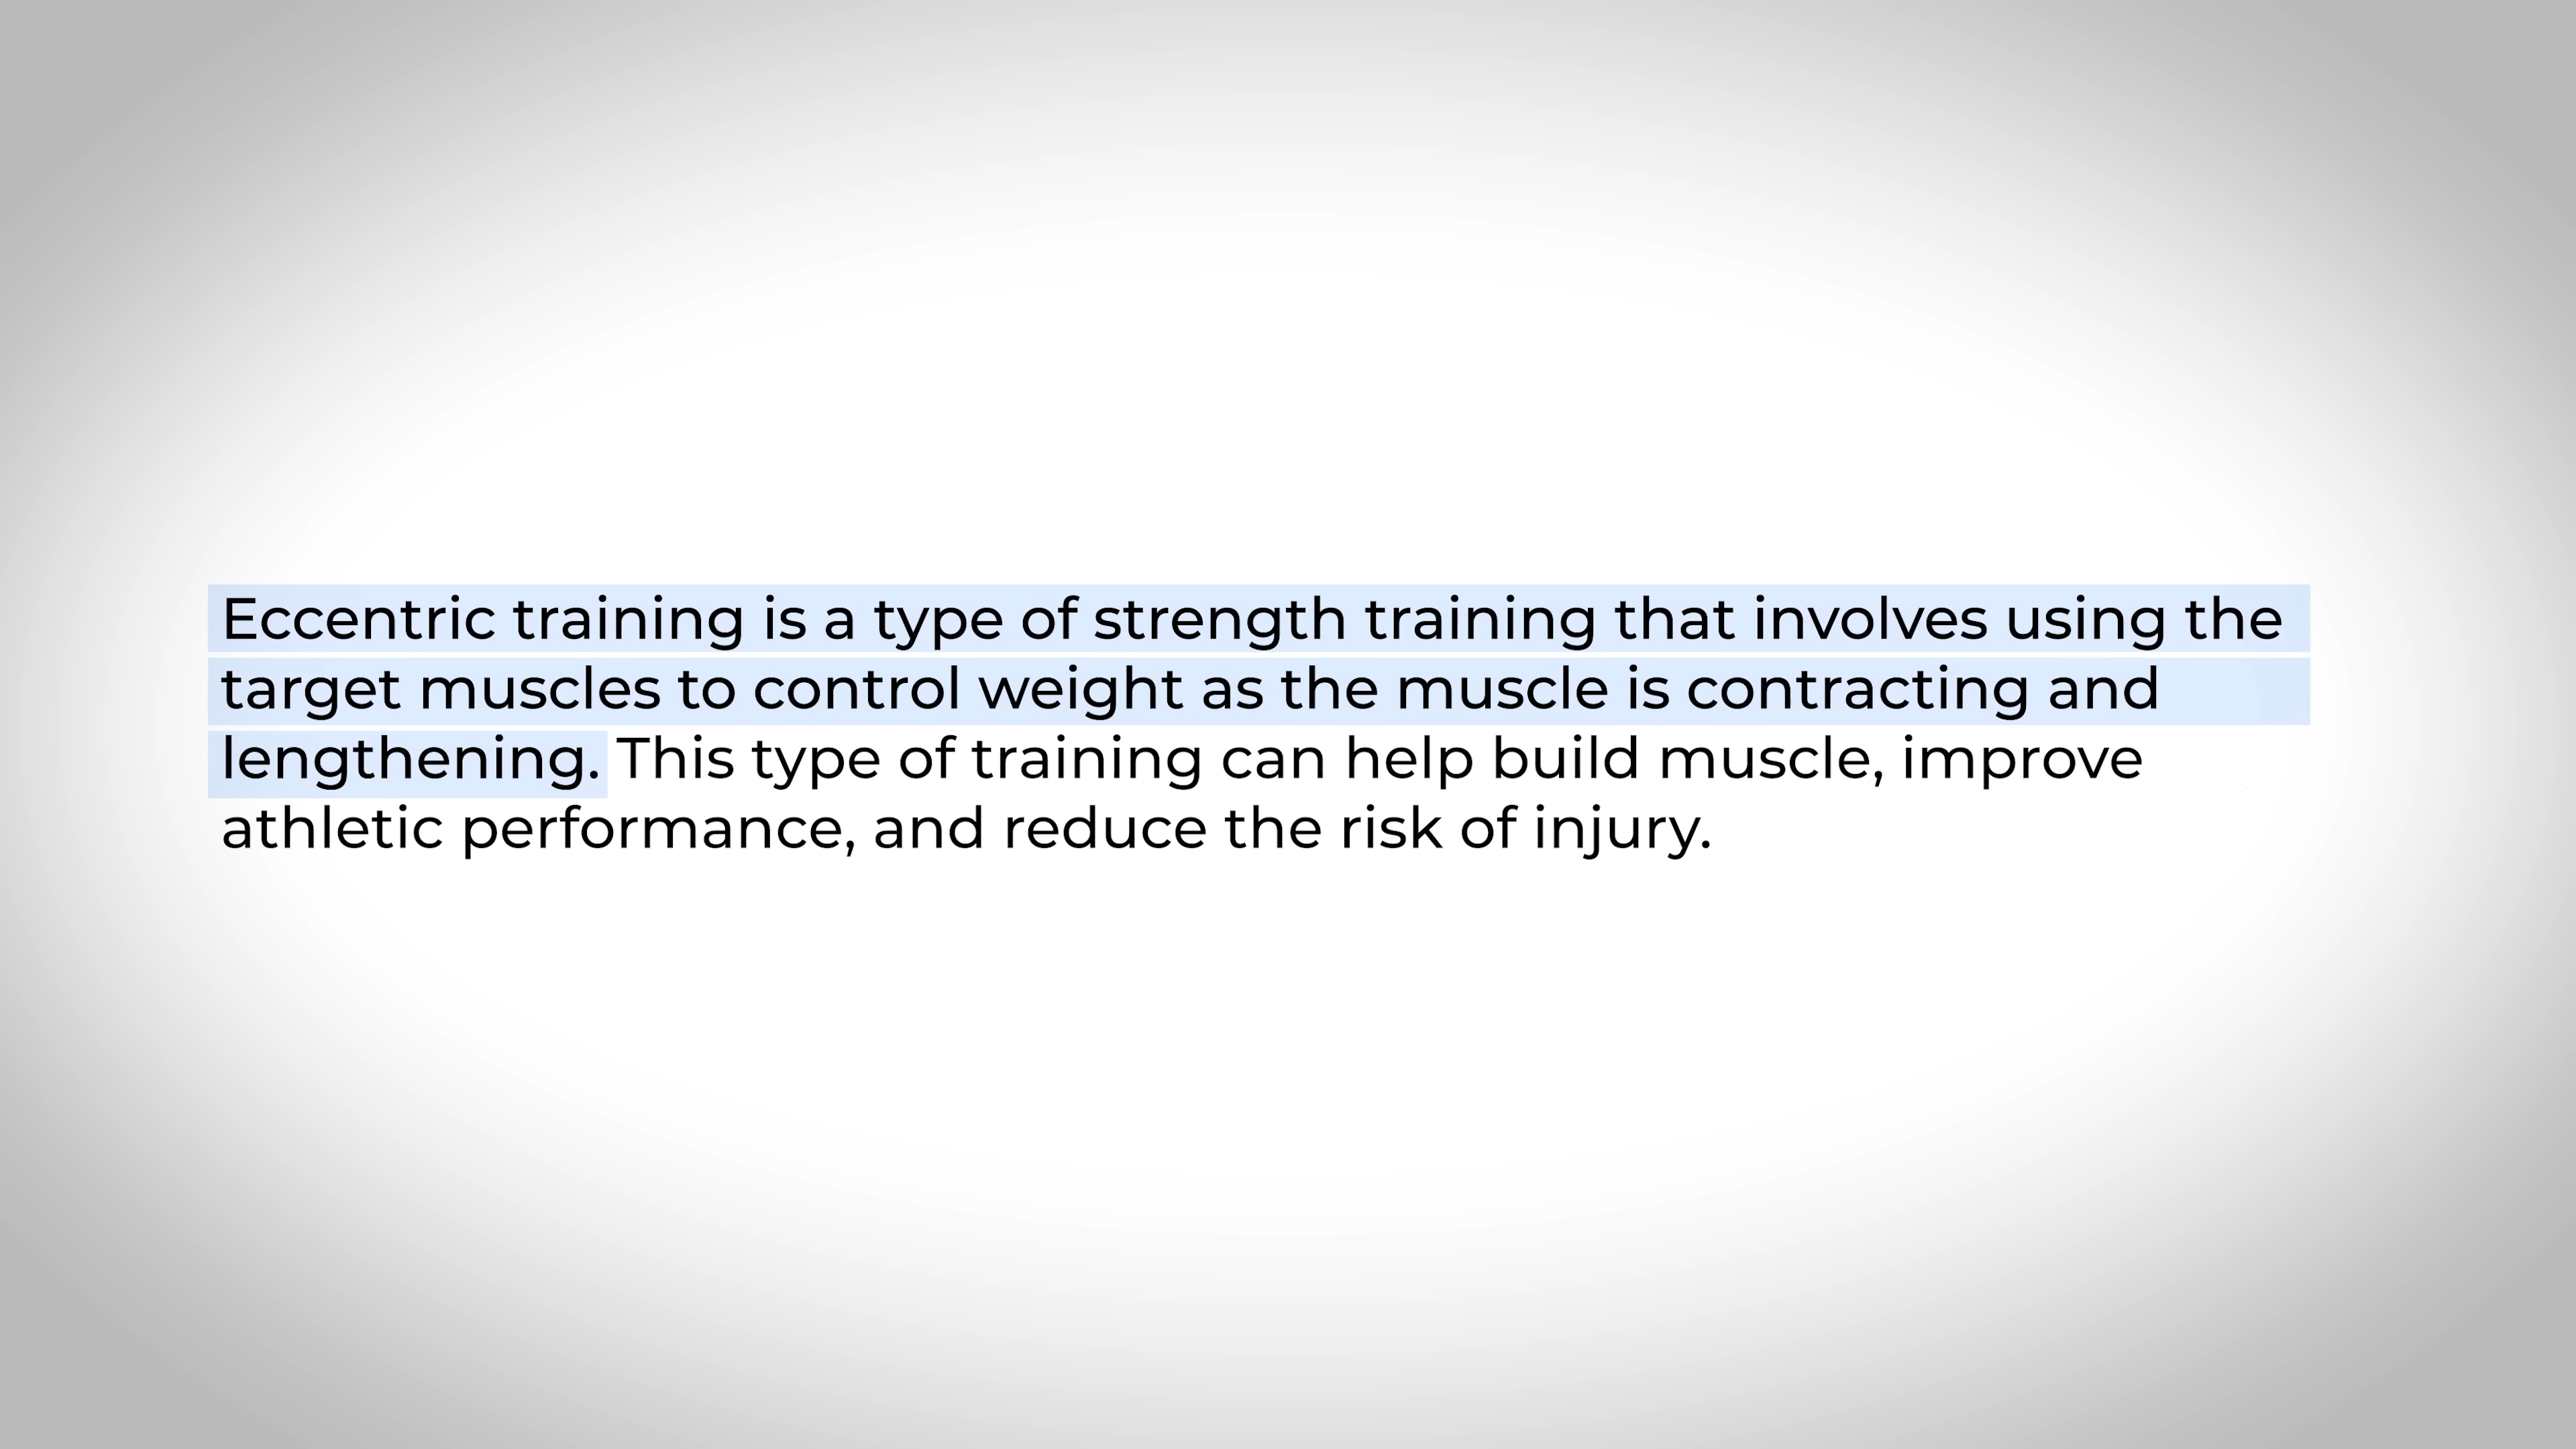 Eccentric training is a type of strength training that involves using the
target muscles to control weight as the muscle is contracting and
lengthening. This type of training can help build muscle, improve
athletic performance, and reduce the risk of injury.